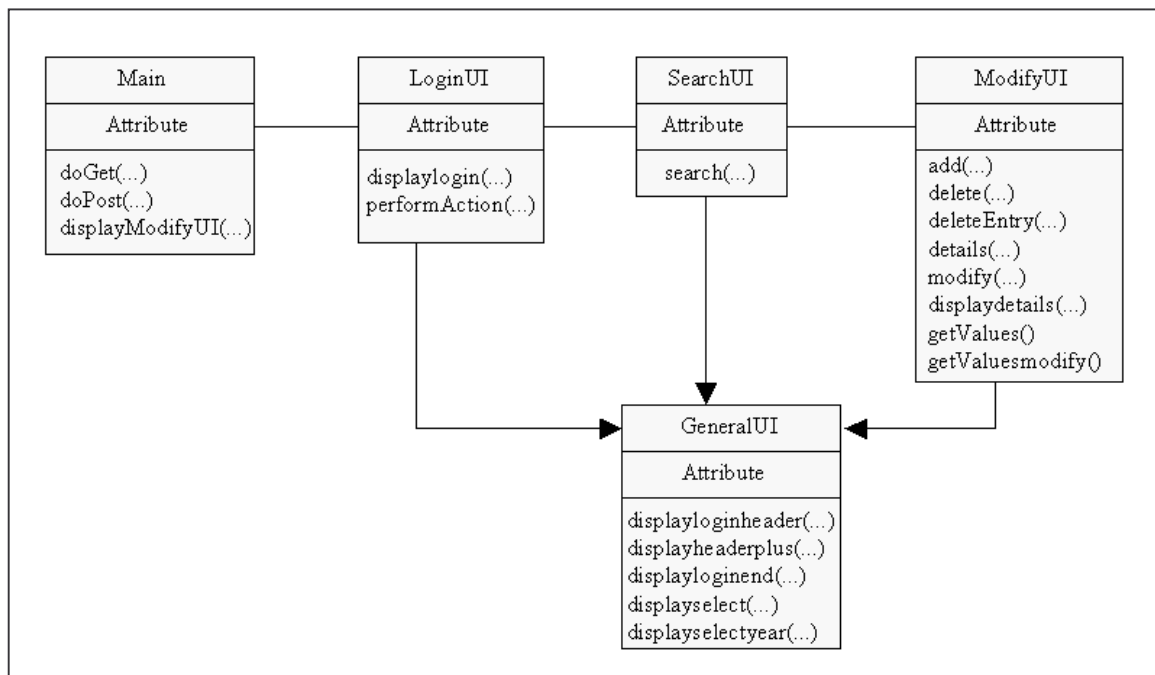 Main
Attribute
doGet(...)
doPost(...)
displayModifyUI(...)
LoginUI
Attribute
displaylogin(...)
performAction(...)
SearchUI
Attribute
search(...)
ModifyUI
Attribute
add(...)
delete(...)
deleteEntry(...)
details(...)
modify(...)
displaydetails(...)
getValues()
getValuesmodify()
GeneralUI
Attribute
displayloginheader(...)
displayheaderplus(...)
displayloginend(...)
displayselect(...)
displayselectyear(...)